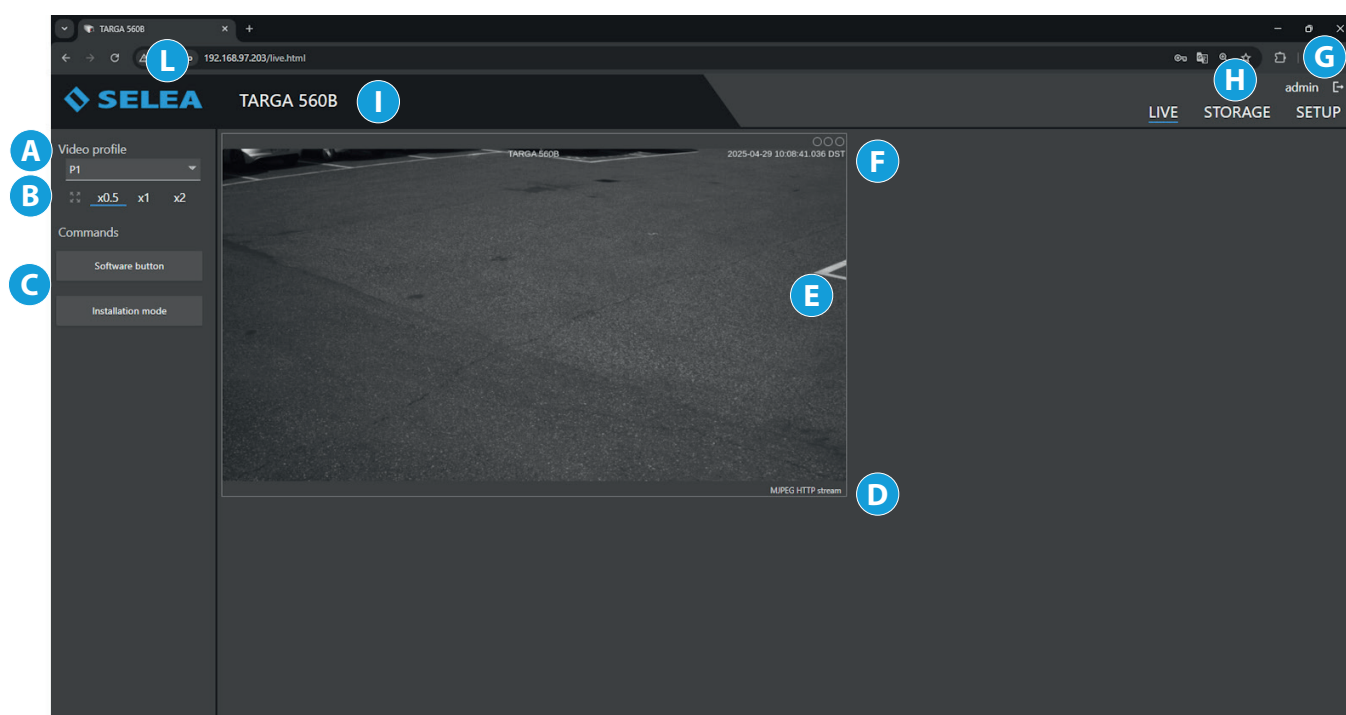 TARGA 560B
L
192.168.97.203/live.html
G
H
SELEA
TARGA 560B
I
admin
LIVE STORAGE SETUP
A
Video profile
P1
TARGA 560B
2025-04-29 10:08:41.036 DST
F
B
x0.5 x1 x2
Commands
Software button
C
E
Installation mode
MJPEG HTTP stream
D